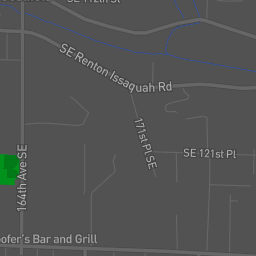 SE 112th St
SE Renton Issaquah Rd
171st Pl SE
SE 121st Pl
164th Ave SE
oofer's Bar and Grill